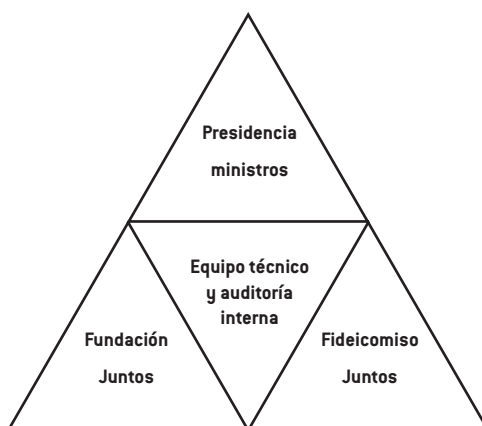 Presidencia
ministros
Equipo técnico
y auditoría
interna
Fundación
Juntos
Fideicomiso
Juntos